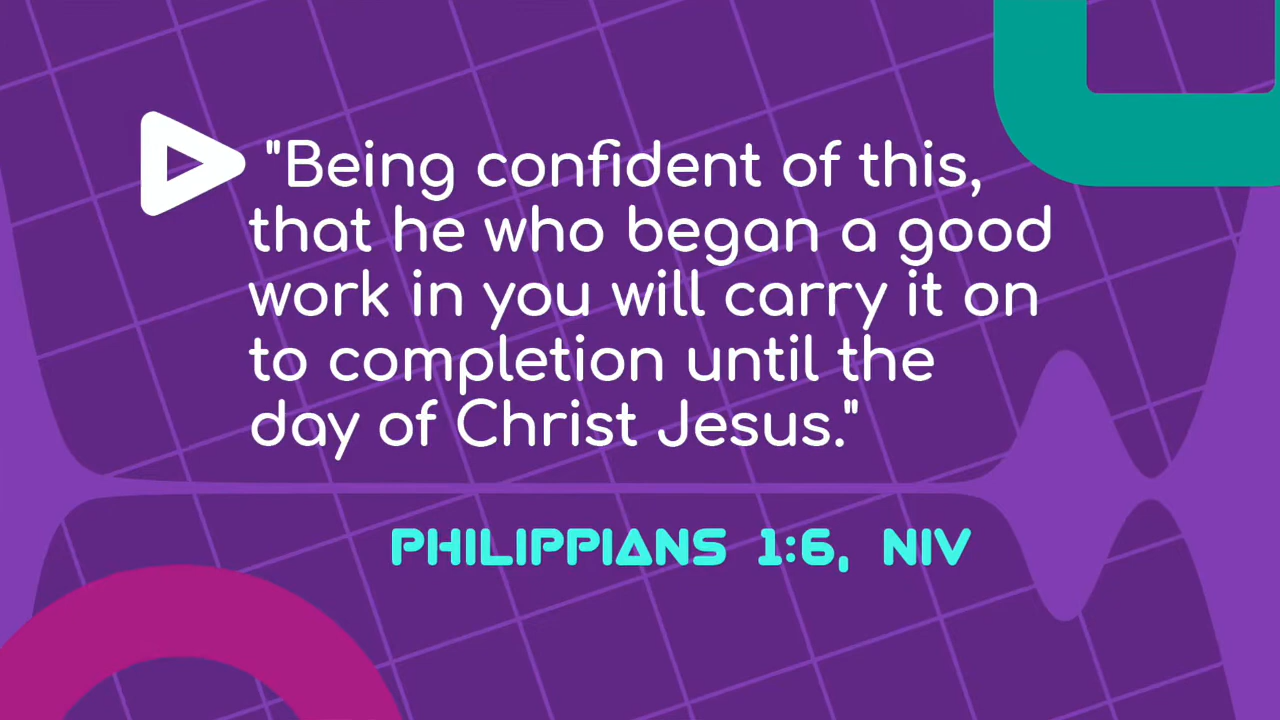 "Being confident of this,
that he who began a good
work in you will carry it on
to completion until the
day of Christ Jesus."
PHILIPPIANS 1:6, NIV